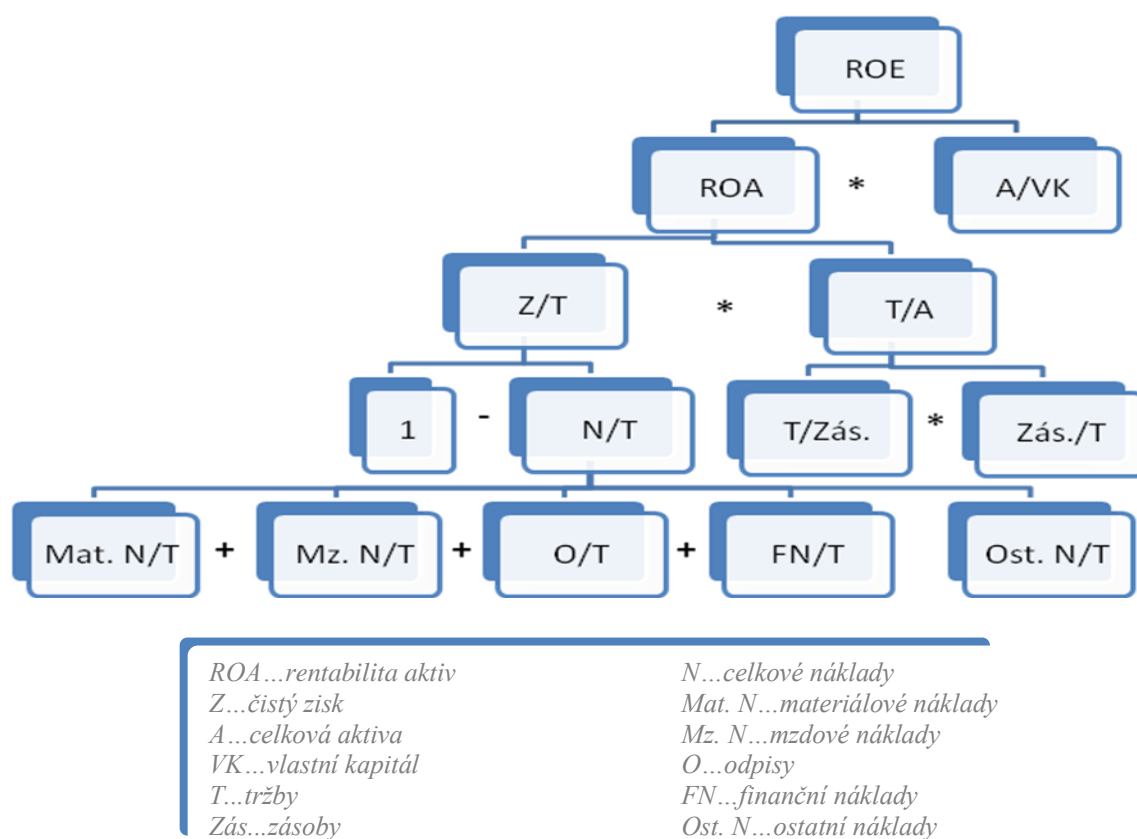 ROE
ROA * A/VK
Z/T * T/A
1 - N/T T/Zás. * Zás./T
Mat. N/T + Mz. N/T + O/T + FN/T Ost. N/T
ROA...rentabilita aktiv
Z...čistý zisk
A...celková aktiva
VK...vlastní kapitál
T...tržby
Zás...zásoby
N...celkové náklady
Mat. N...materiálové náklady
Mz. N...mzdové náklady
O...odpisy
FN...finanční náklady
Ost. N...ostatní náklady